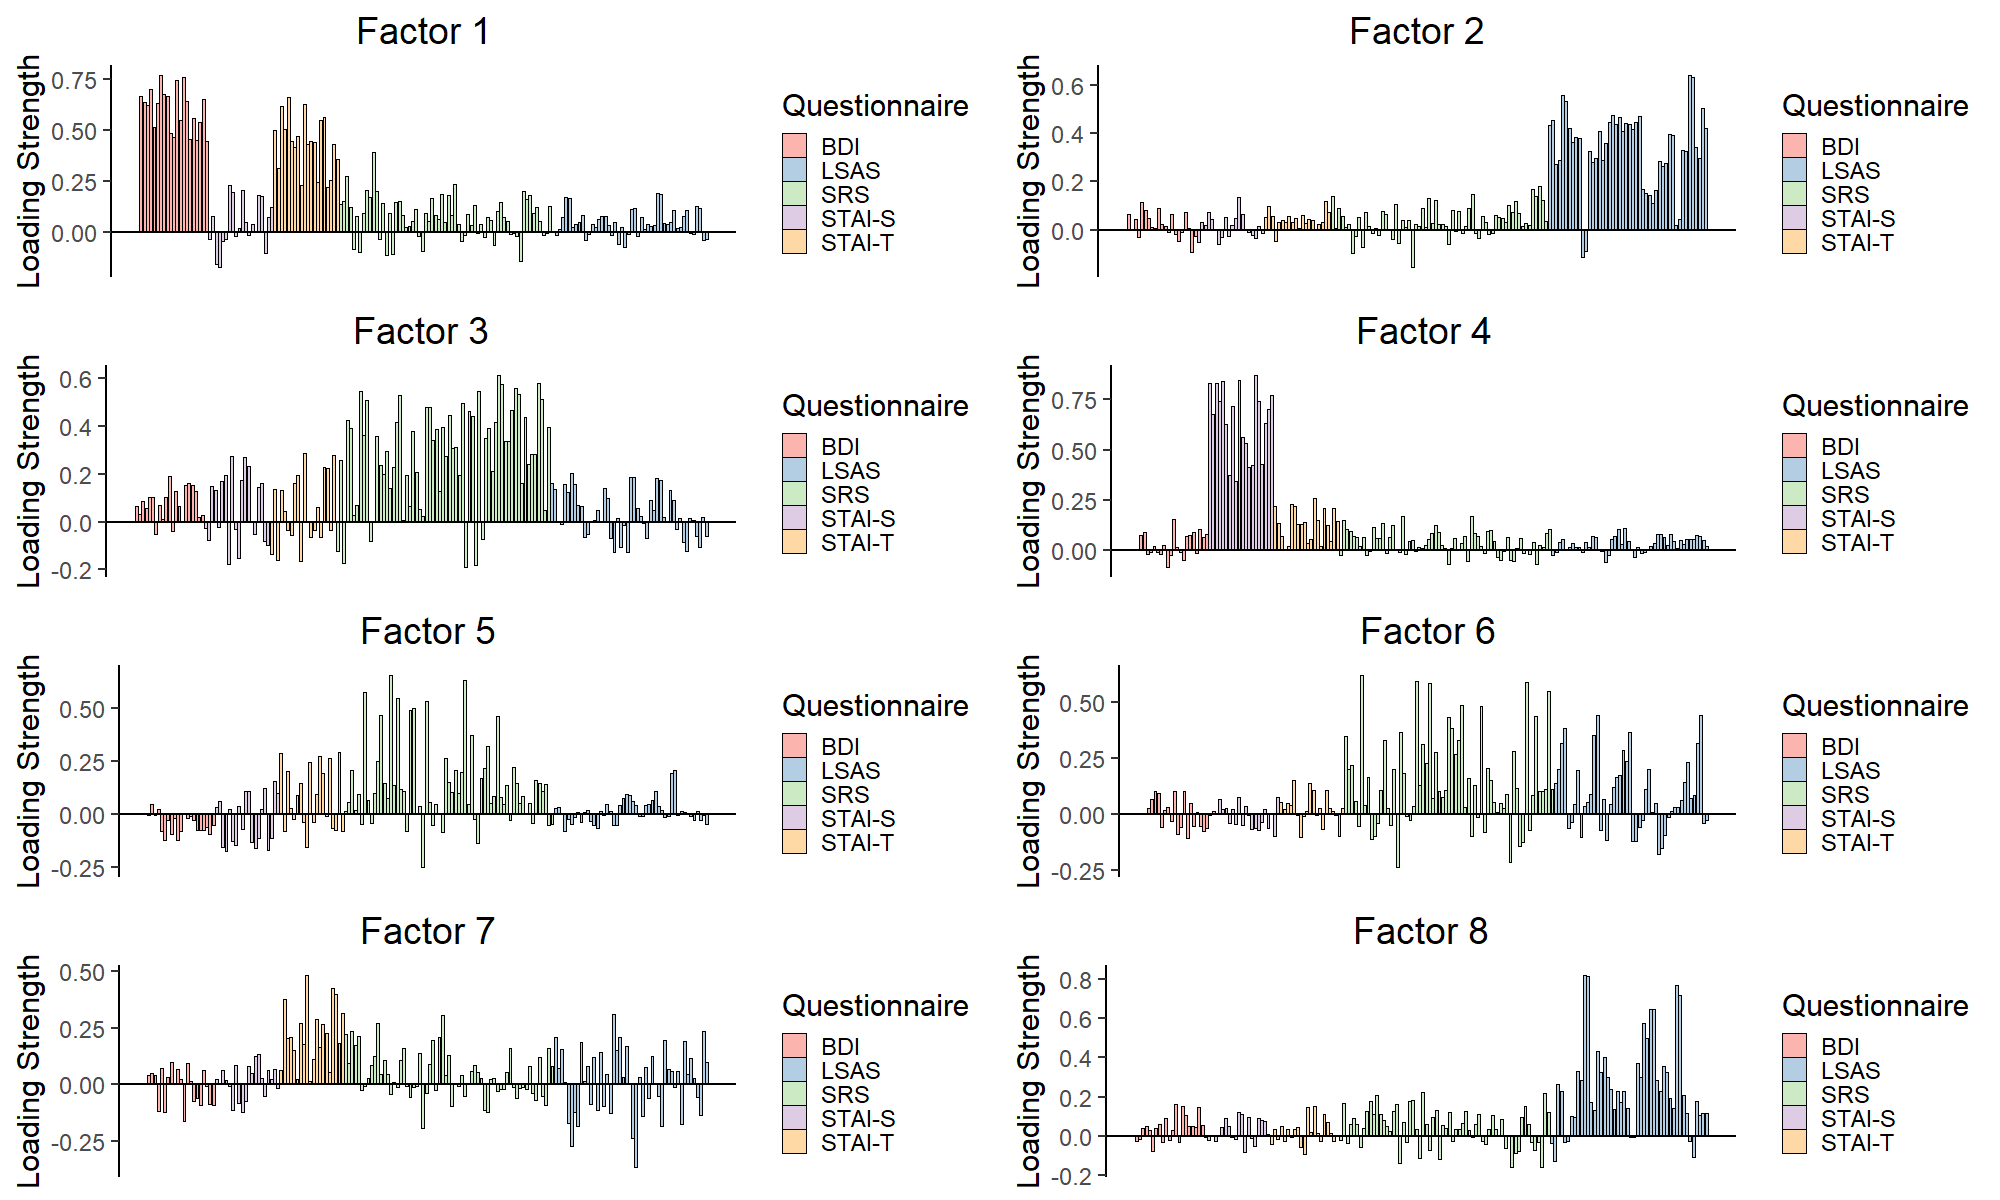 Factor 1
Loading Strength
0.75
0.50
0.25
0.00
Questionnaire
BDI
LSAS
SRS
STAI-S
STAI-T
Factor 2
Loading Strength
0.6
0.4
0.2
0.0
Questionnaire
BDI
LSAS
SRS
STAI-S
STAI-T
Factor 3
Loading Strength
0.6
0.4
0.2
0.0
-0.2
Questionnaire
BDI
LSAS
SRS
STAI-S
STAI-T
Factor 4
Loading Strength
0.75
0.50
0.25
0.00
Questionnaire
BDI
LSAS
SRS
STAI-S
STAI-T
Factor 5
Loading Strength
0.50
0.25
0.00
-0.25
Questionnaire
BDI
LSAS
SRS
STAI-S
STAI-T
Factor 6
Loading Strength
0.50
0.25
0.00
-0.25
Questionnaire
BDI
LSAS
SRS
STAI-S
STAI-T
Factor 7
Loading Strength
0.50
0.25
0.00
-0.25
Questionnaire
BDI
LSAS
SRS
STAI-S
STAI-T
Factor 8
Loading Strength
0.8
0.6
0.4
0.2
0.0
-0.2
Questionnaire
BDI
LSAS
SRS
STAI-S
STAI-T